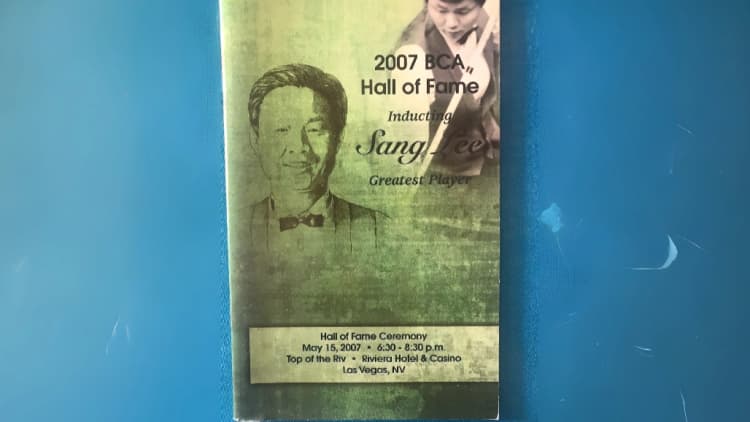 2007 BCA
Hall of Fame
Inducting
Sang Lee
Greatest Player
Hall of Fame Ceremony
May 15, 2007 • 6:30 - 8:30 p.m.
Top of the Riv • Riviera Hotel & Casino
Las Vegas, NV